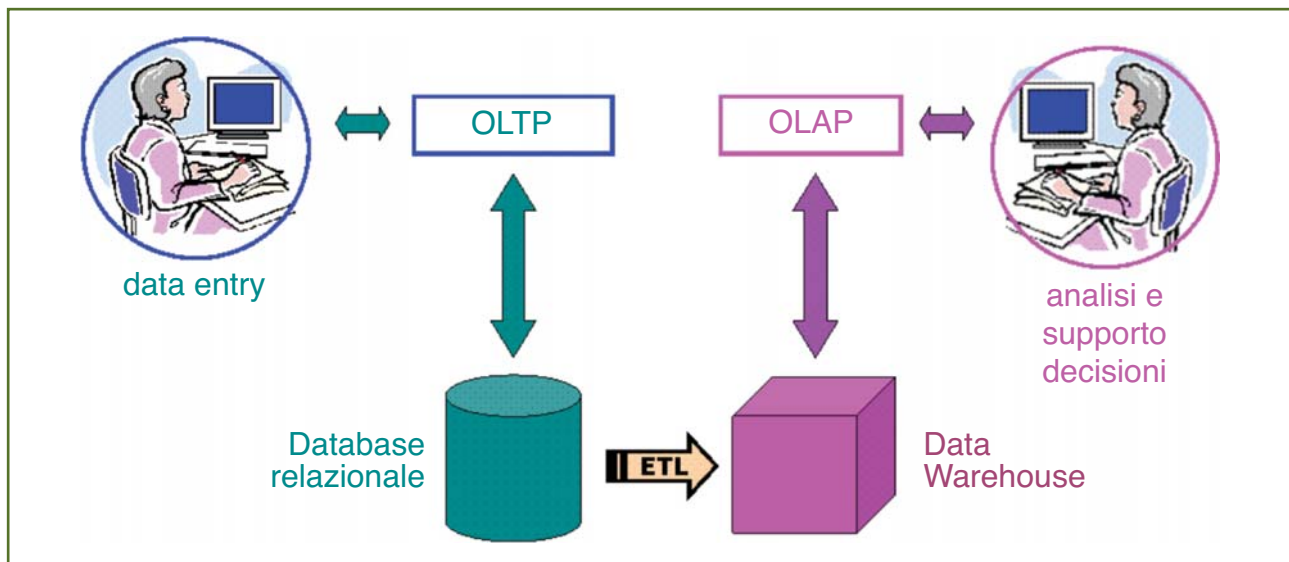 OLTP
OLAP
data entry
analisi e
supporto
decisioni
Database
relazionale
ETL
Data
Warehouse